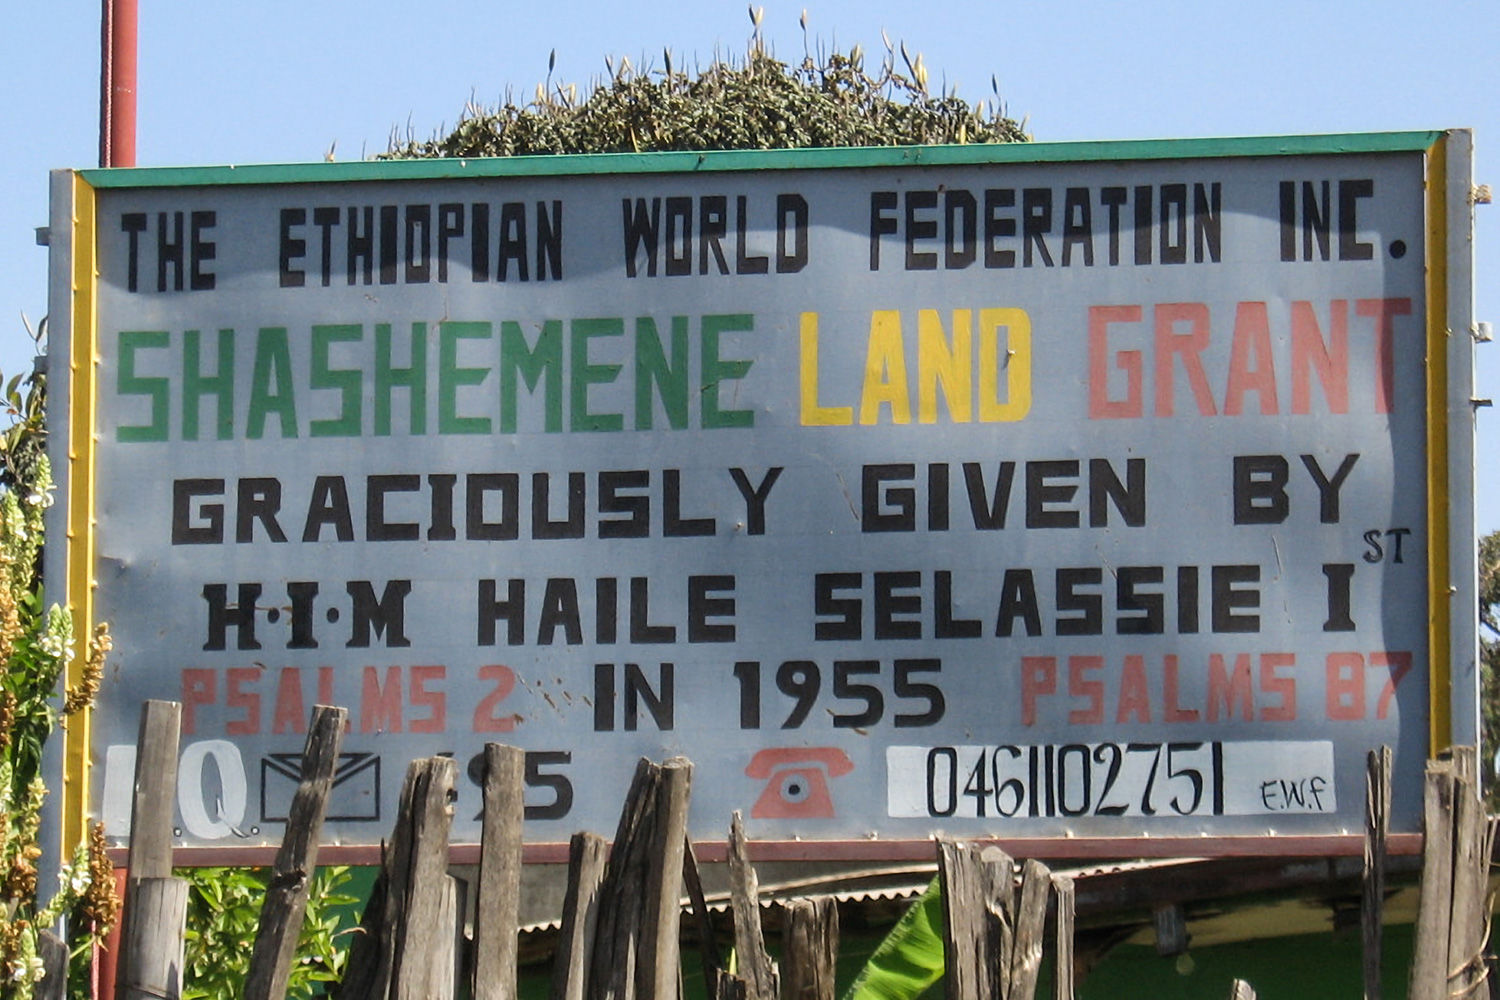 THE ETHIOPIAN WORLD FEDERATION INC.
SHASHEMENE LAND GRANT
GRACIOUSLY GIVEN BY
H·I·M HAILE SELASSIE I ST
PSALMS 2 IN 1955 PSALMS 87
.Q. 0461102751 E.W.F